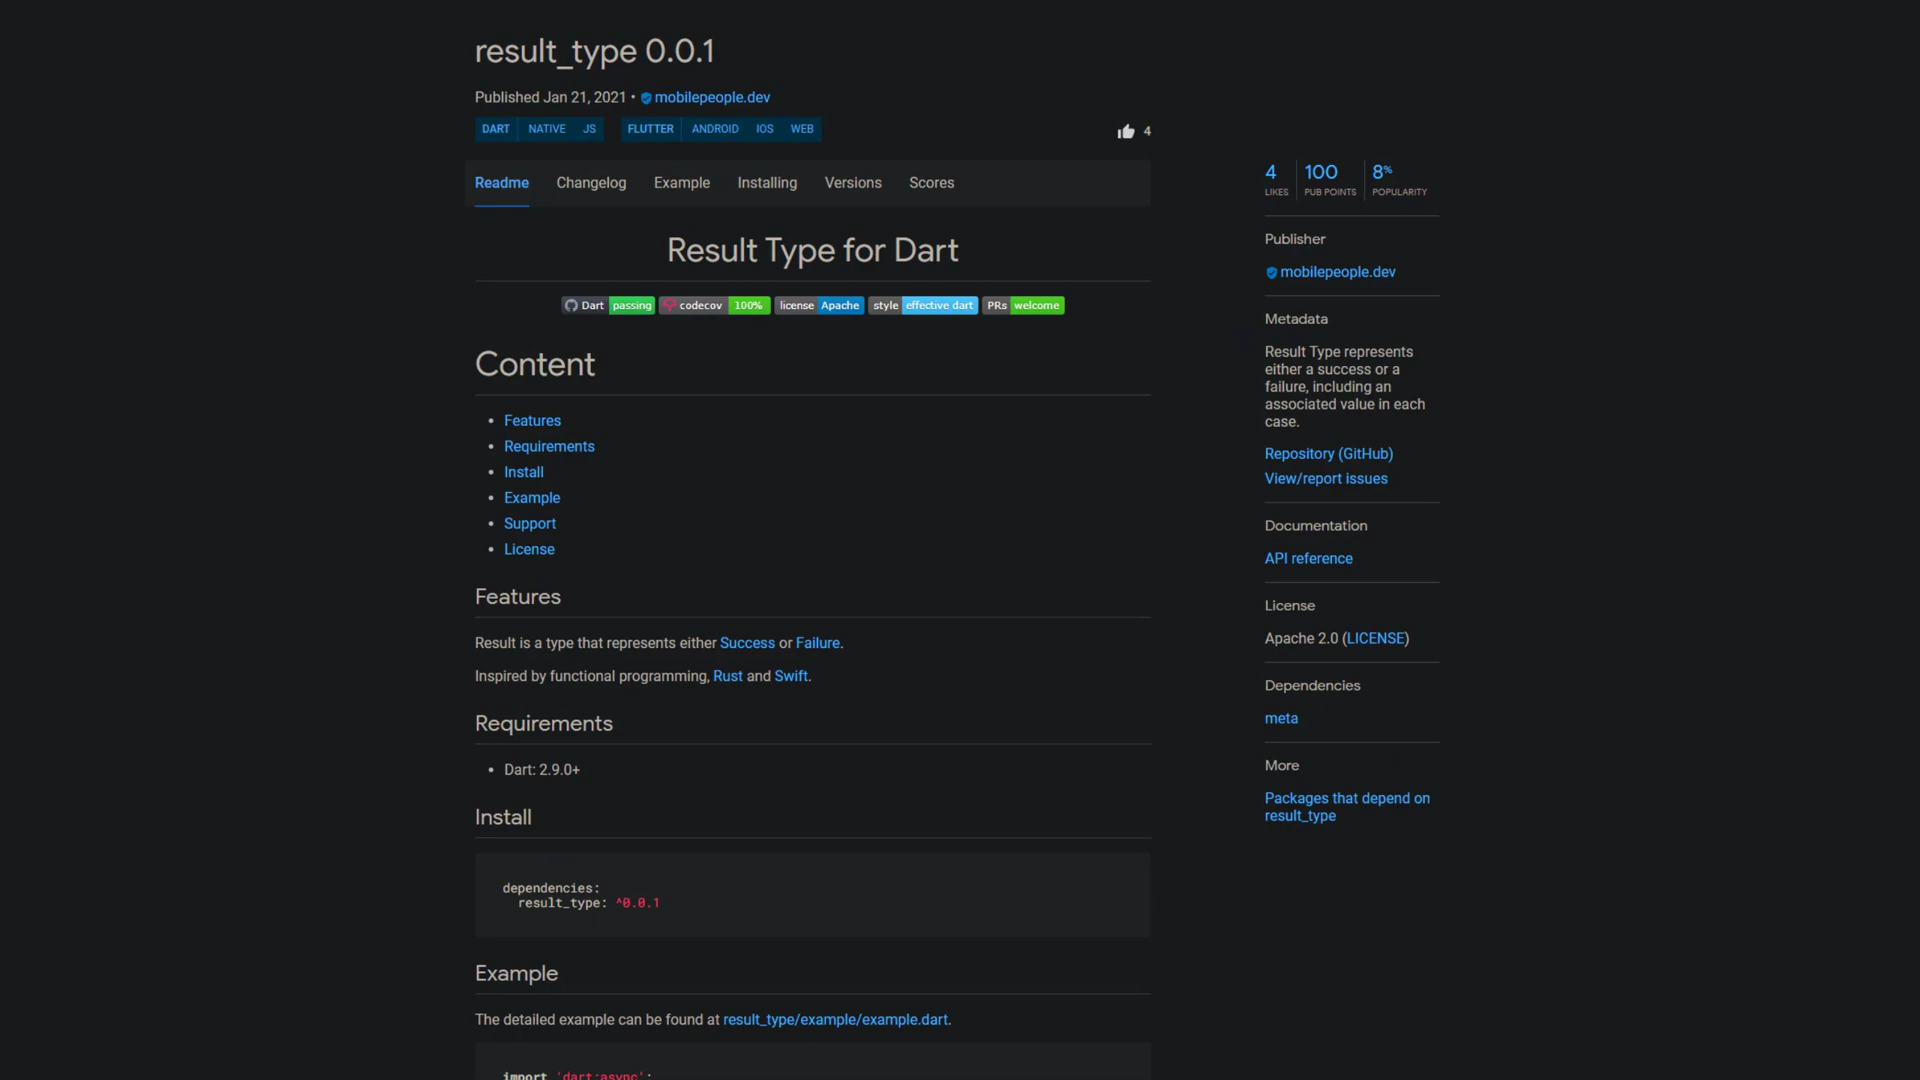 result_type 0.0.1
Published Jan 21, 2021 • mobilepeople.dev
DART NATIVE JS FLUTTER ANDROID IOS WEB
4
Readme Changelog Example Installing Versions Scores
Result Type for Dart
Dart passing codecov 100% license Apache style effective dart PRs welcome
Content
• Features
• Requirements
• Install
• Example
• Support
• License
Features
Result is a type that represents either Success or Failure.
Inspired by functional programming, Rust and Swift.
Requirements
• Dart: 2.9.0+
Install
dependencies:
result_type: ^0.0.1
Example
The detailed example can be found at result_type/example/example.dart.
import 'dart:async';
4 100 8%
LIKES PUB POINTS POPULARITY
Publisher
mobilepeople.dev
Metadata
Result Type represents
either a success or a
failure, including an
associated value in each
case.
Repository (GitHub)
View/report issues
Documentation
API reference
License
Apache 2.0 (LICENSE)
Dependencies
meta
More
Packages that depend on
result_type